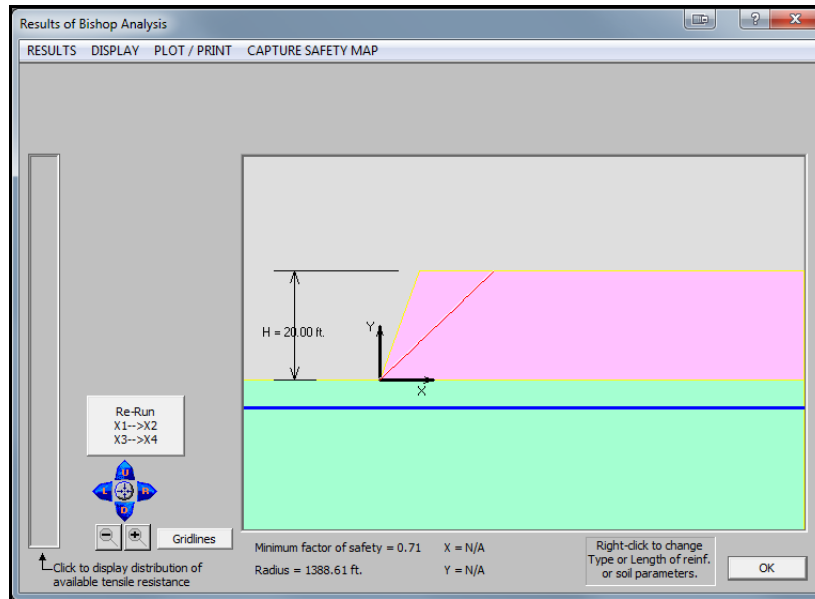 Results of Bishop Analysis
RESULTS DISPLAY PLOT / PRINT CAPTURE SAFETY MAP
H = 20.00 ft.
Y
X
Re-Run
X1-->X2
X3-->X4
U
L R
D
Gridlines
Click to display distribution of
available tensile resistance
Minimum factor of safety = 0.71 X = N/A
Radius = 1388.61 ft. Y = N/A
Right-click to change
Type or Length of reinf.
or soil parameters.
OK